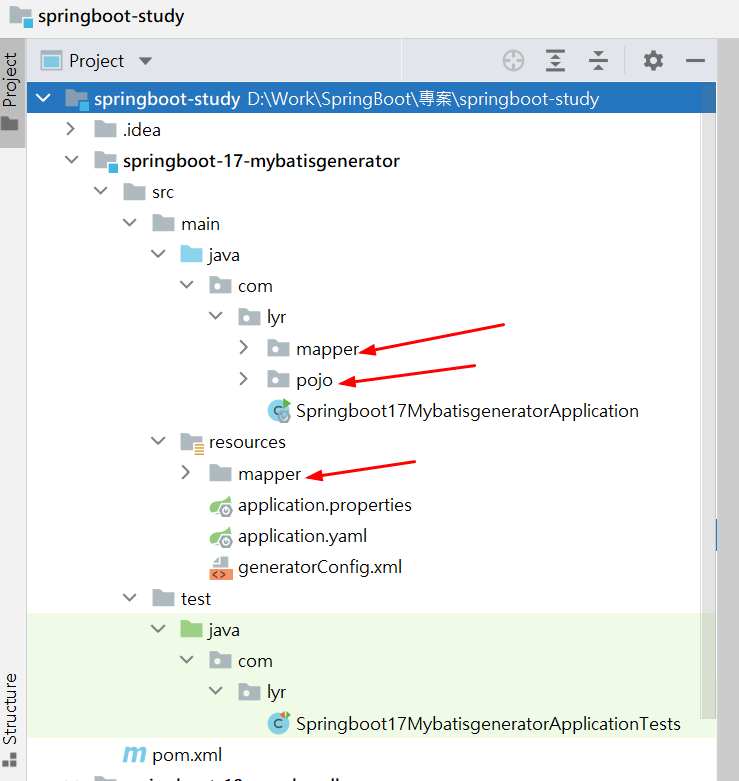 springboot-study
Project
Project
springboot-study D:\Work\SpringBoot\專案\springboot-study
.idea
springboot-17-mybatisgenerator
src
main
java
com
lyr
mapper
pojo
C Springboot17MybatisgeneratorApplication
resources
mapper
application.properties
application.yaml
<> generatorConfig.xml
test
java
com
lyr
C Springboot17MybatisgeneratorApplicationTests
Structure
m pom.xml